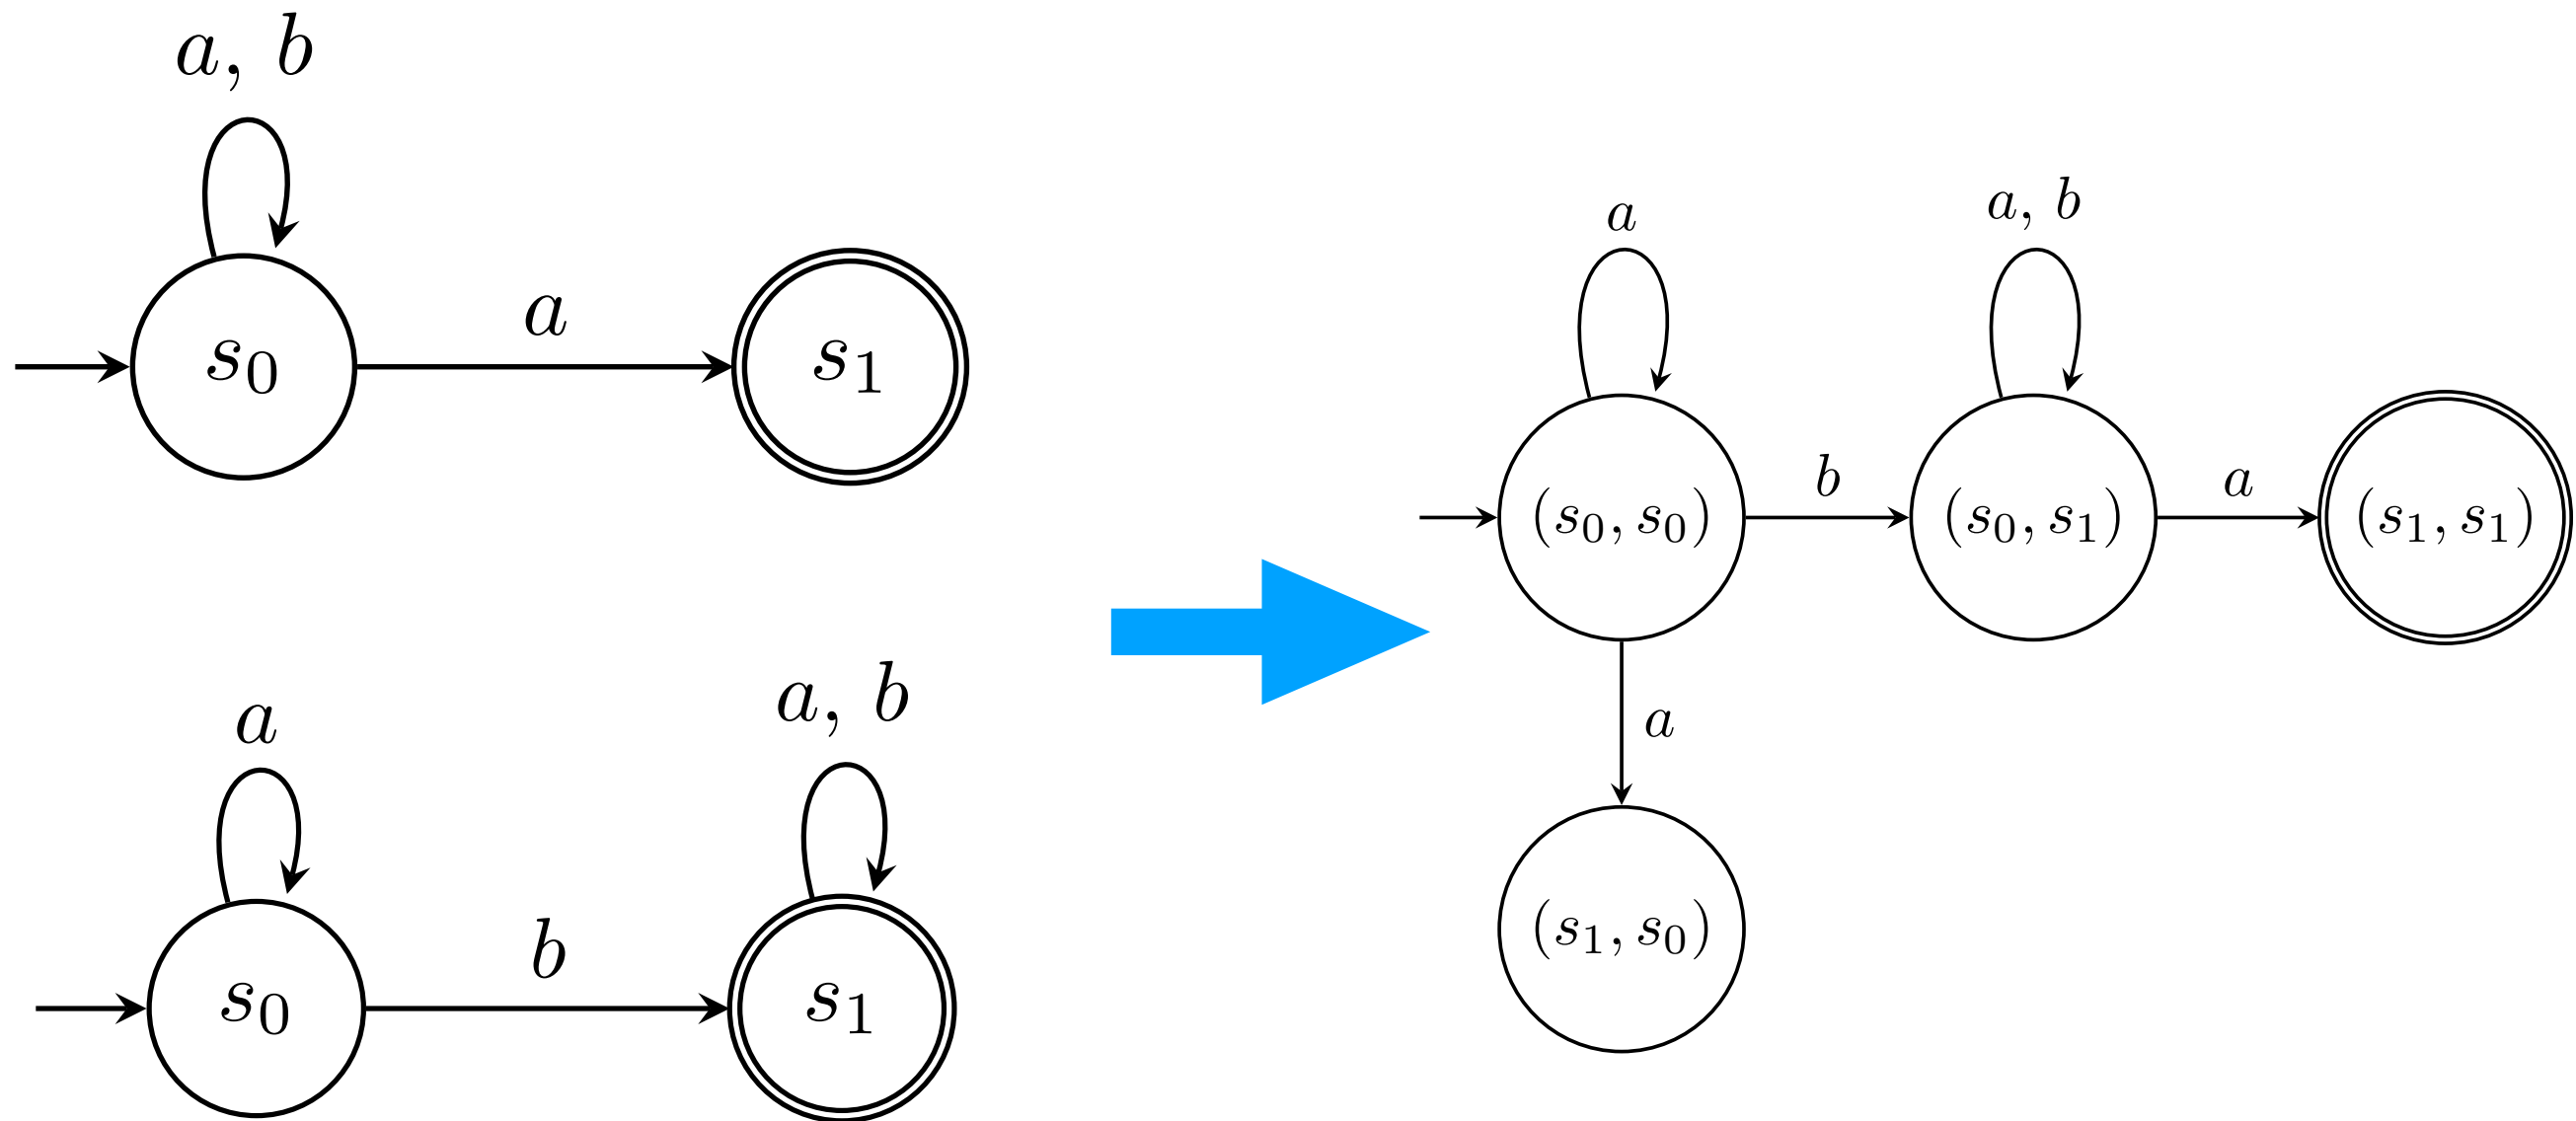 a, b
s0
a
s1
a
s0
b
a, b
s1
a
(s0, s0)
b
a, b
(s0, s1)
a
(s1, s1)
a
(s1, s0)